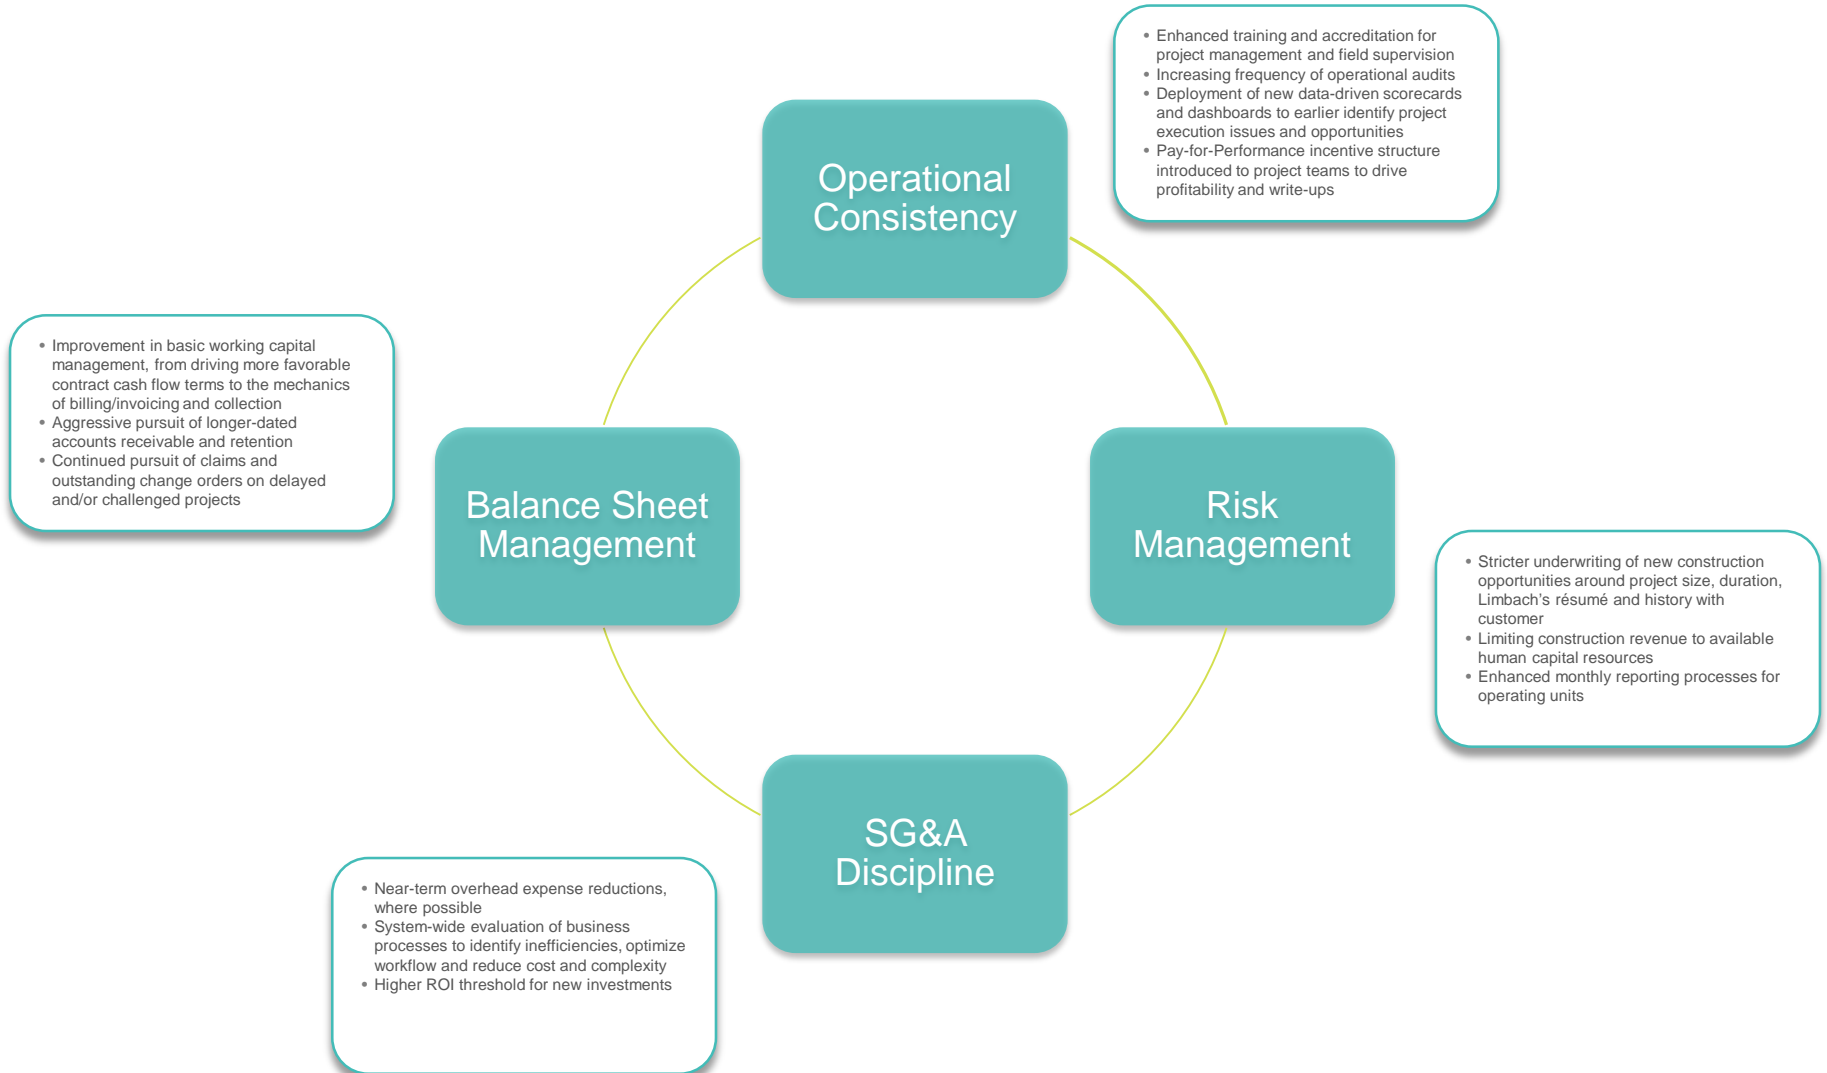 • Enhanced training and accreditation for
project management and field supervision
• Increasing frequency of operational audits
• Deployment of new data-driven scorecards
and dashboards to earlier identify project
execution issues and opportunities
• Pay-for-Performance incentive structure
introduced to project teams to drive
profitability and write-ups
Operational
Consistency
• Improvement in basic working capital
management, from driving more favorable
contract cash flow terms to the mechanics
of billing/invoicing and collection
• Aggressive pursuit of longer-dated
accounts receivable and retention
• Continued pursuit of claims and
outstanding change orders on delayed
and/or challenged projects
Balance Sheet
Management
Risk
Management
• Stricter underwriting of new construction
opportunities around project size, duration,
Limbach’s résumé and history with
customer
• Limiting construction revenue to available
human capital resources
• Enhanced monthly reporting processes for
operating units
SG&A
Discipline
• Near-term overhead expense reductions,
where possible
• System-wide evaluation of business
processes to identify inefficiencies, optimize
workflow and reduce cost and complexity
• Higher ROI threshold for new investments